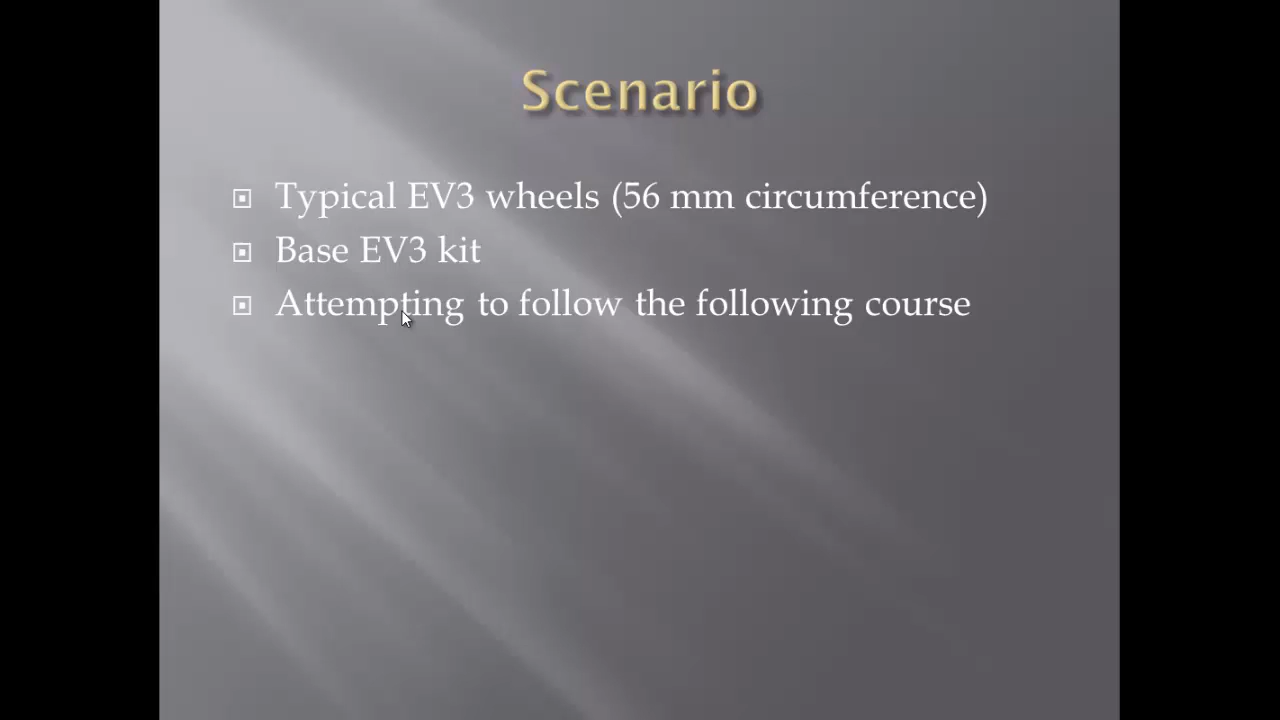 Scenario
Typical EV3 wheels (56 mm circumference)
Base EV3 kit
Attempting to follow the following course